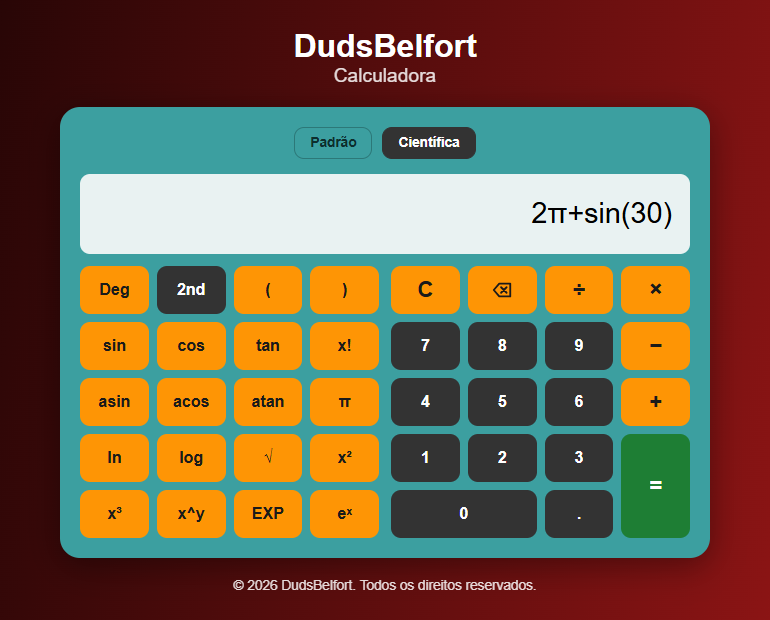 DudsBelfort
Calculadora
Padrão Científica
2π+sin(30)
Deg 2nd ( ) C ÷ ×
sin cos tan x! 7 8 9 −
asin acos atan π 4 5 6 +
ln log √ x² 1 2 3 =
x³ x^y EXP eˣ 0 .
© 2026 DudsBelfort. Todos os direitos reservados.